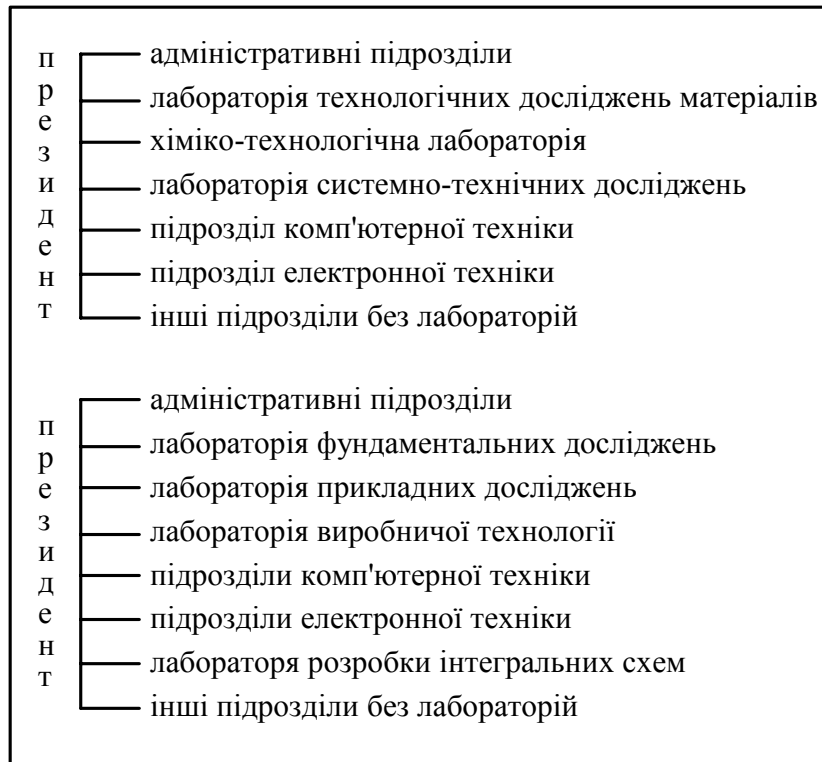 президент
адміністративні підрозділи
лабораторія технологічних досліджень матеріалів
хіміко-технологічна лабораторія
лабораторія системно-технічних досліджень
підрозділ комп'ютерної техніки
підрозділ електронної техніки
інші підрозділи без лабораторій
президент
адміністративні підрозділи
лабораторія фундаментальних досліджень
лабораторія прикладних досліджень
лабораторія виробничої технології
підрозділи комп'ютерної техніки
підрозділи електронної техніки
лабораторя розробки інтегральних схем
інші підрозділи без лабораторій